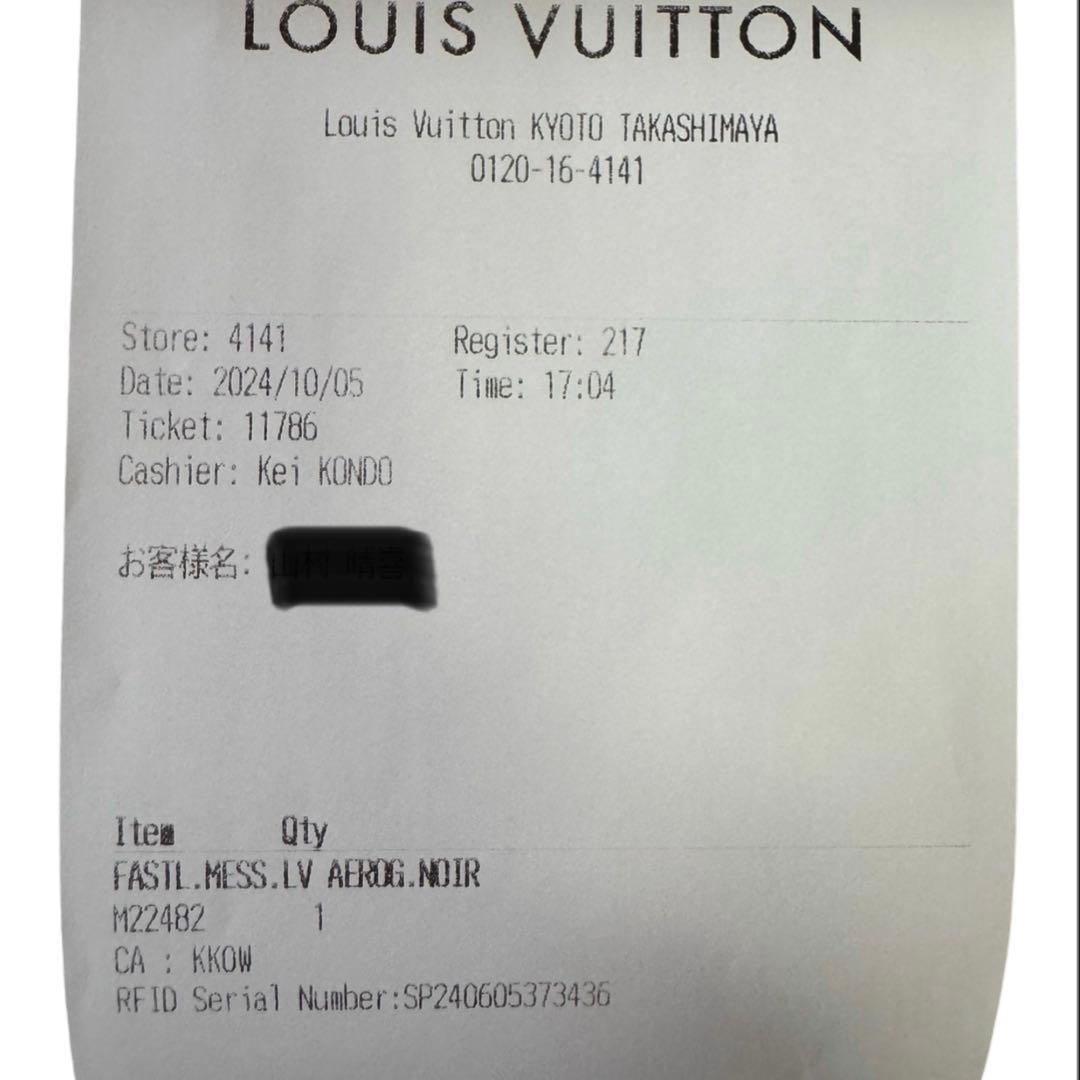 LOUIS VUITTON
Louis Vuitton KYOTO TAKASHIMAYA
0120-16-4141
Store: 4141 Register: 217
Date: 2024/10/05 Time: 17:04
Ticket: 11786
Cashier: Kei KONDO
お客様名:
Item Qty
FASTL.MESS.LV AEROG.NOIR
M22482 1
CA : KKOW
RFID Serial Number:SP240605373436